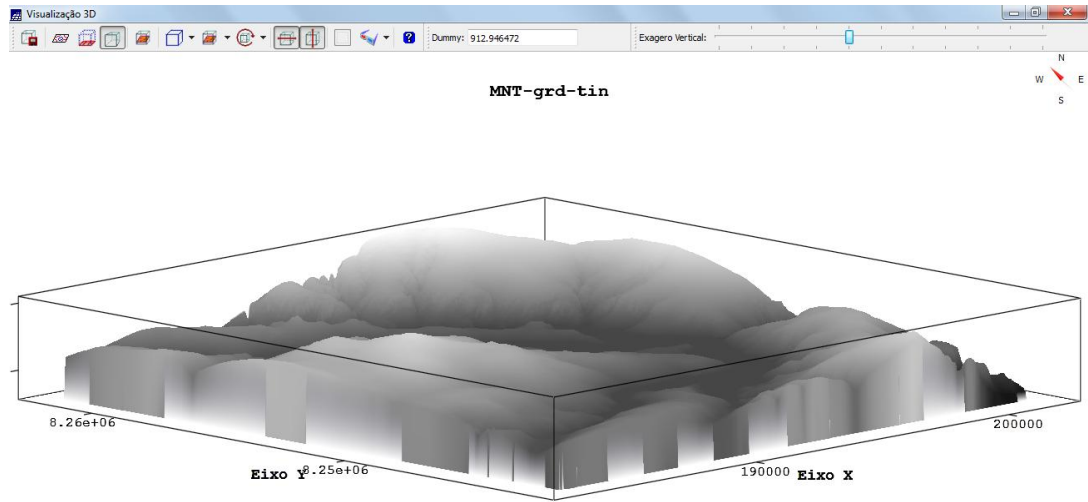 Visualização 3D
Dummy: 912.946472
Exagero Vertical:
N
W E
S
MNT-grd-tin
8.26e+06
200000
Eixo Y
8.25e+06
190000
Eixo X